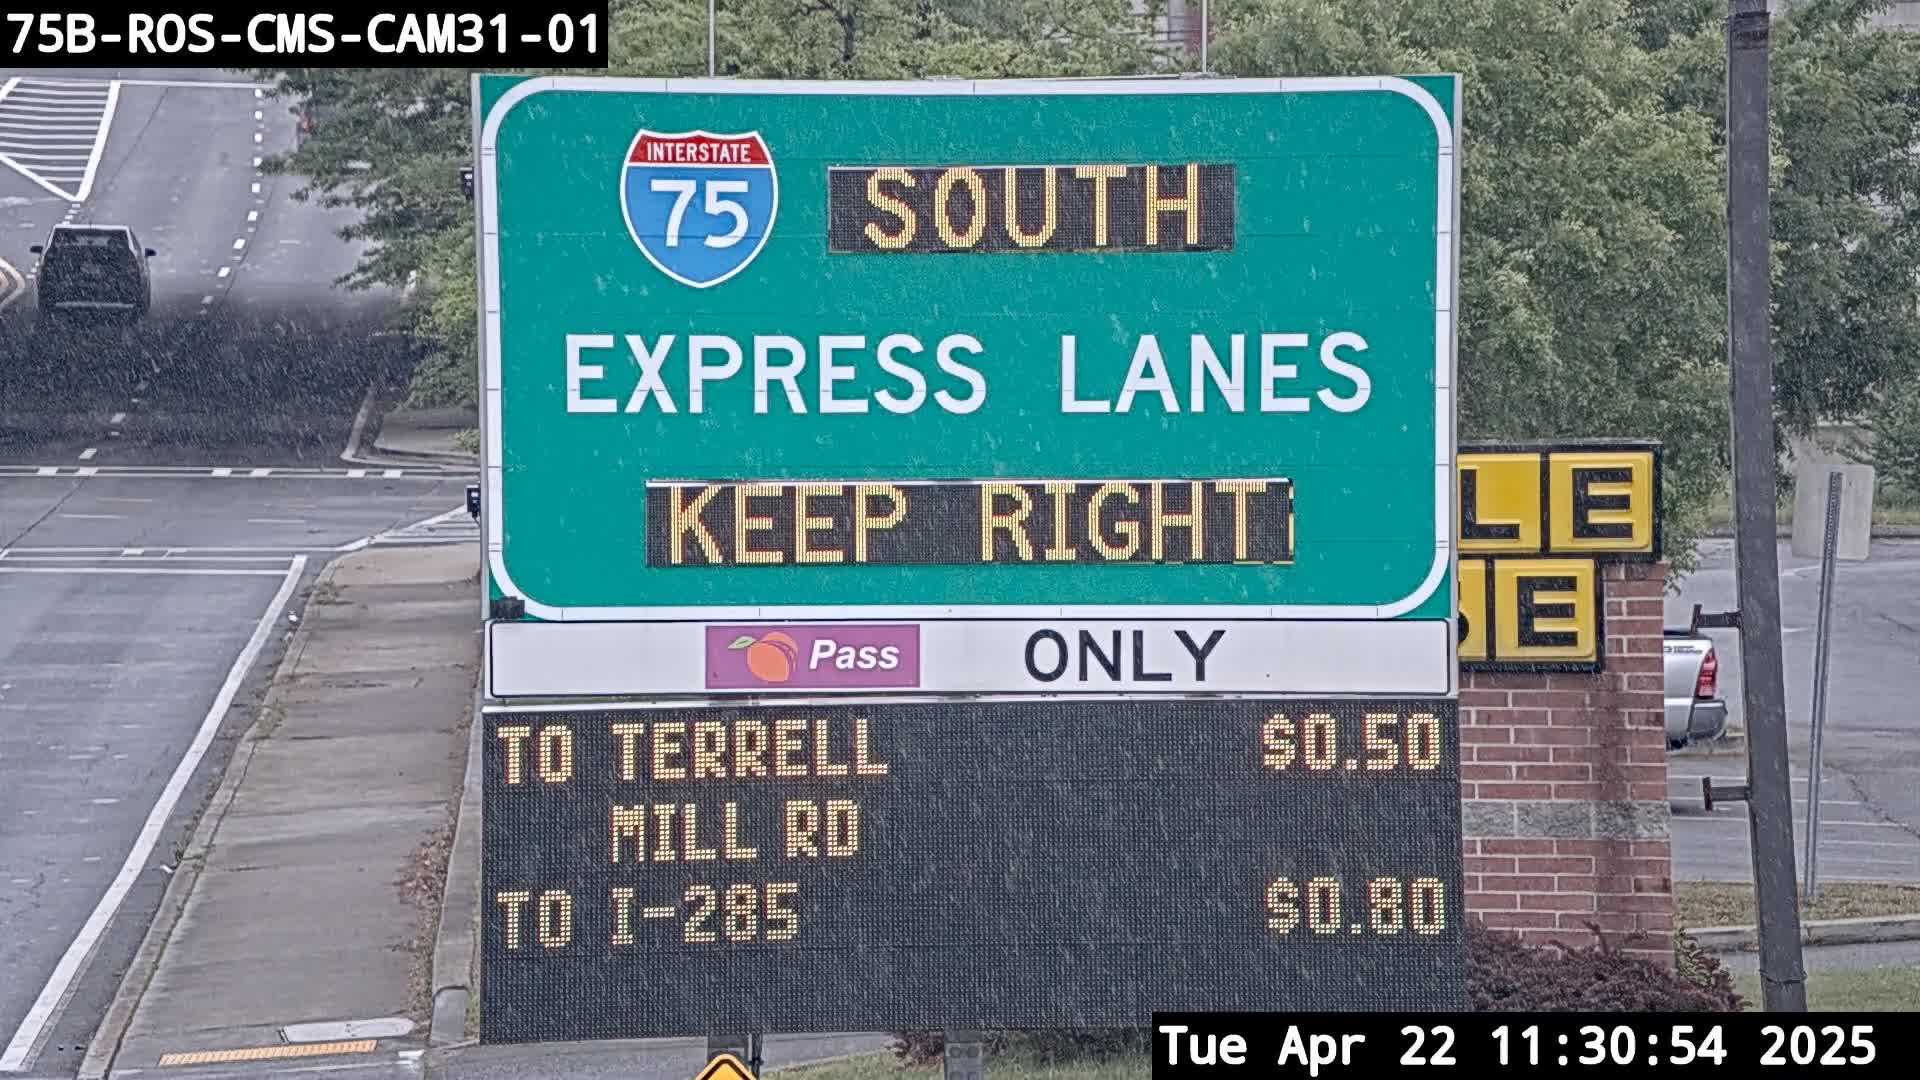 75B-ROS-CMS-CAM31-01
INTERSTATE
75
SOUTH
EXPRESS LANES
KEEP RIGHT
Pass ONLY
TO TERRELL $0.50
MILL RD
TO I-285 $0.80
LE
E
Tue Apr 22 11:30:54 2025